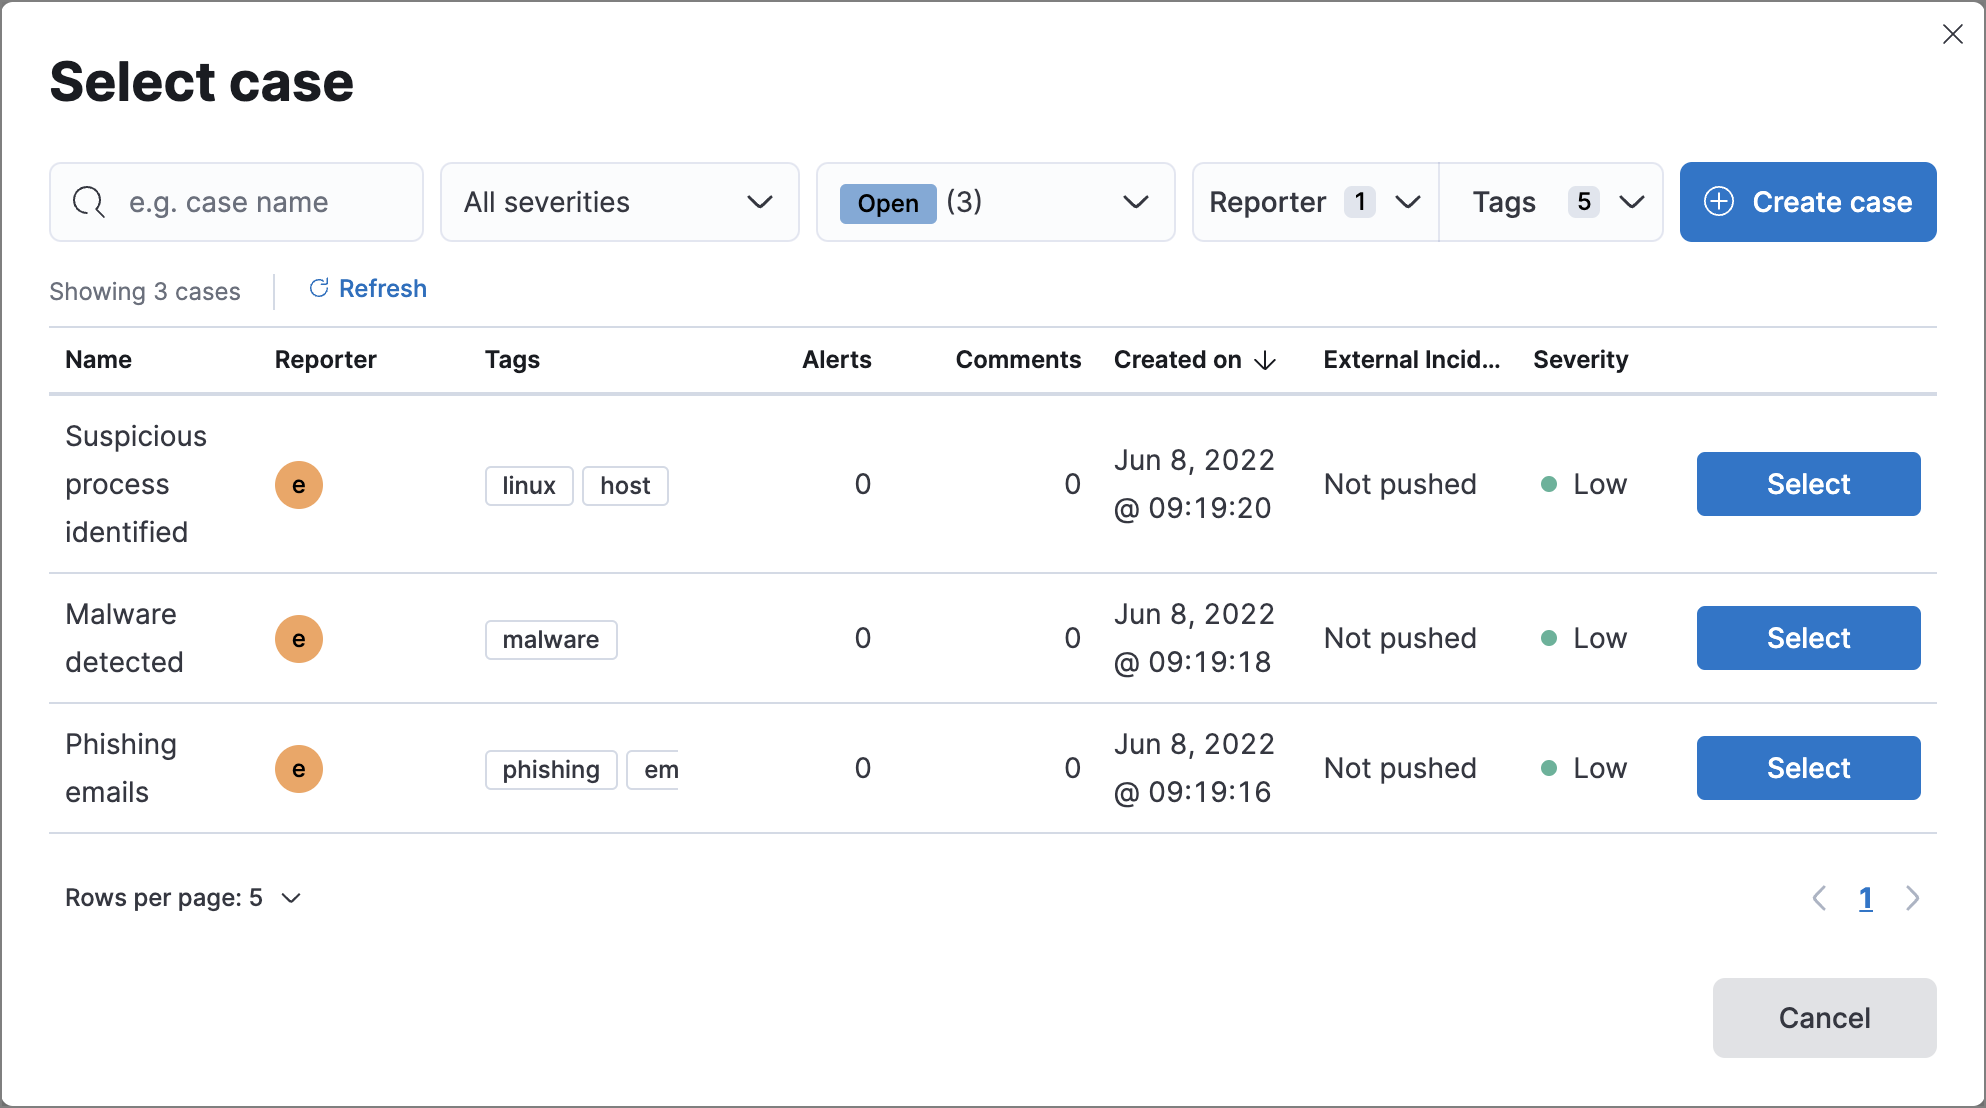 Select case
e.g. case name
All severities
Open (3)
Reporter 1
Tags 5
Create case
Showing 3 cases
Refresh
Name Reporter Tags Alerts Comments Created on External Incid... Severity
Suspicious process identified
e
linux host
0
0
Jun 8, 2022
@ 09:19:20
Not pushed
Low
Select
Malware detected
e
malware
0
0
Jun 8, 2022
@ 09:19:18
Not pushed
Low
Select
Phishing emails
e
phishing em
0
0
Jun 8, 2022
@ 09:19:16
Not pushed
Low
Select
Rows per page: 5
1
Cancel